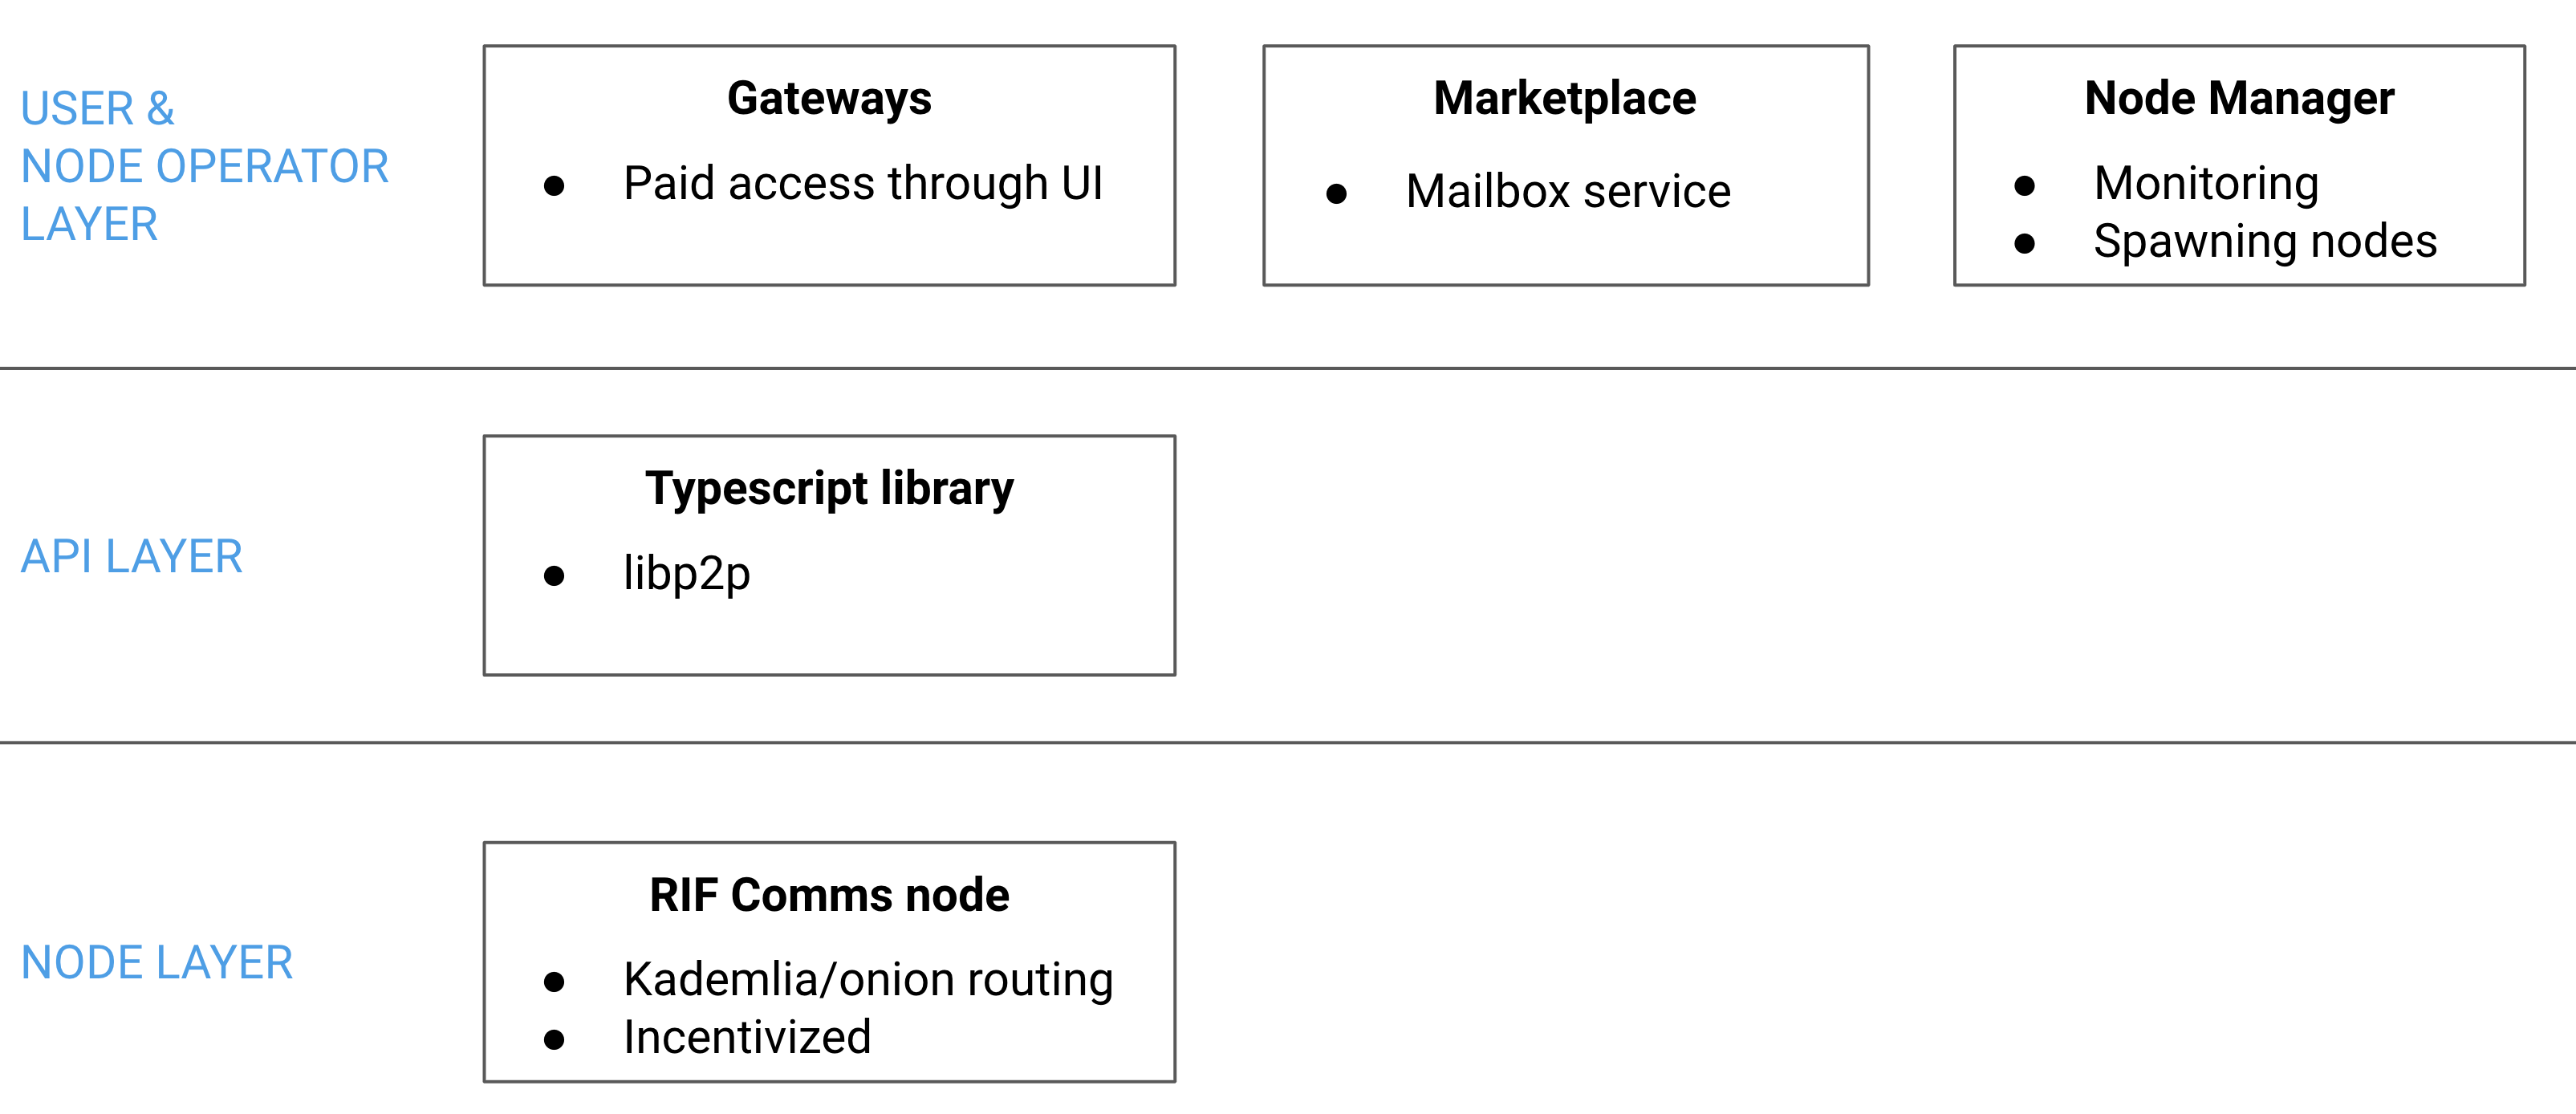 USER &
NODE OPERATOR
LAYER
Gateways
● Paid access through UI
Marketplace
● Mailbox service
Node Manager
● Monitoring
● Spawning nodes
API LAYER
Typescript library
● libp2p
NODE LAYER
RIF Comms node
● Kademlia/onion routing
● Incentivized